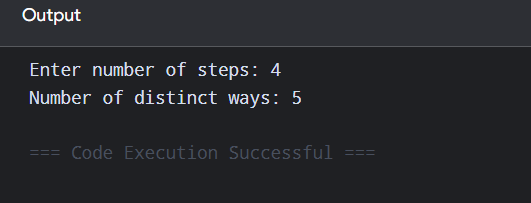 Output
Enter number of steps: 4
Number of distinct ways: 5
=== Code Execution Successful ===